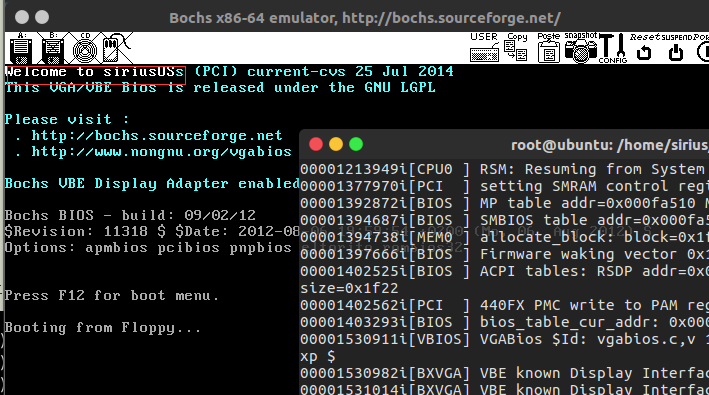 Bochs x86-64 emulator, http://bochs.sourceforge.net/
A: B: CD USER Copy Paste snapshot CONFIG Reset SUSPEND
Welcome to siriusOSs (PCI) current-cvs 25 Jul 2014
This VGA/VBE Bios is released under the GNU LGPL
Please visit :
. http://bochs.sourceforge.net
. http://www.nongnu.org/vgabios
Bochs VBE Display Adapter enabled
Bochs BIOS - build: 09/02/12
$Revision: 11318 $ $Date: 2012-08
Options: apmbios pcibios pnpbios
Press F12 for boot menu.
Booting from Floppy...
root@ubuntu: /home/sirius
00001213949i[CPU0 ] RSM: Resuming from System
00001377970i[PCI ] setting SMRAM control regi
00001392872i[BIOS ] MP table addr=0x000fa510 M
00001394687i[BIOS ] SMBIOS table addr=0x000fa5
00001394738i[MEM0 ] allocate_block: block=0x1f
00001397666i[BIOS ] Firmware waking vector 0x1
00001402525i[BIOS ] ACPI tables: RSDP addr=0x0
size=0x1f22
00001402562i[PCI ] 440FX PMC write to PAM reg
00001403293i[BIOS ] bios_table_cur_addr: 0x000
00001530911i[VBIOS] VGABios $Id: vgabios.c,v 1
xp $
00001530982i[BXVGA] VBE known Display Interfac
00001531014i[BXVGA] VBE known Display Interfac